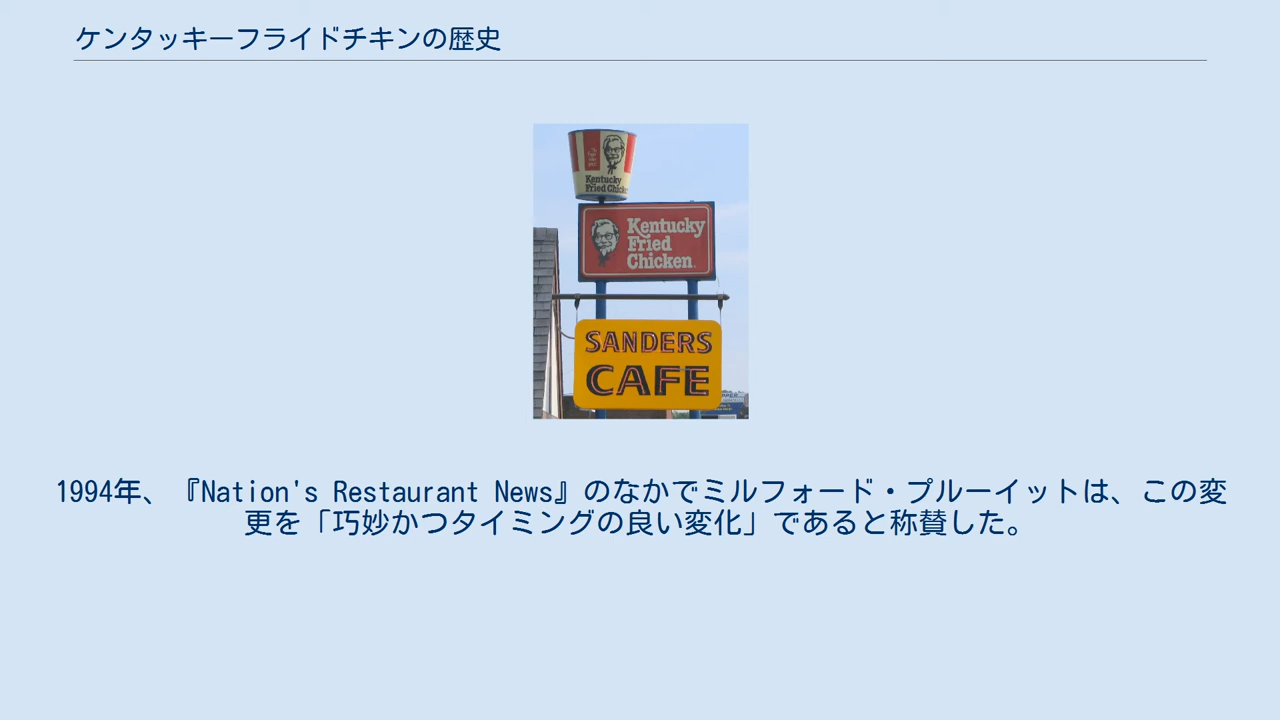 ケンタッキーフライドチキンの歴史
Kentucky
Fried Chicken
Kentucky
Fried
Chicken
SANDERS
CAFE
1994年、『Nation's Restaurant News』のなかでミルフォード・プルーイットは、この変
更を「巧妙かつタイミングの良い変化」であると称賛した。